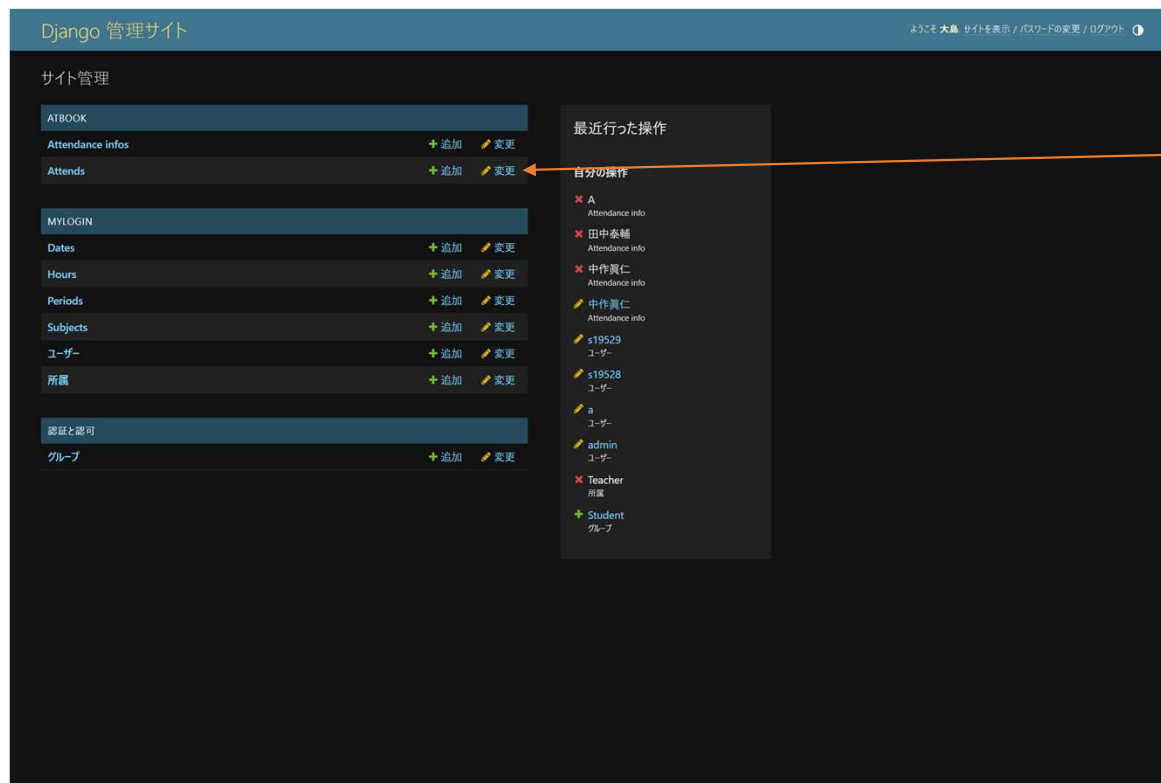 Django 管理サイト
ようこそ 大島. サイトを表示 / パスワードの変更 / ログアウト
サイト管理
ATBOOK
Attendance infos 追加 変更
Attends 追加 変更
MYLOGIN
Dates 追加 変更
Hours 追加 変更
Periods 追加 変更
Subjects 追加 変更
ユーザー 追加 変更
所属 追加 変更
認証と認可
グループ 追加 変更
最近行った操作
自分の操作
A
Attendance info
田中泰輔
Attendance info
中作眞仁
Attendance info
中作眞仁
Attendance info
s19529
ユーザー
s19528
ユーザー
a
ユーザー
admin
ユーザー
Teacher
所属
Student
グループ